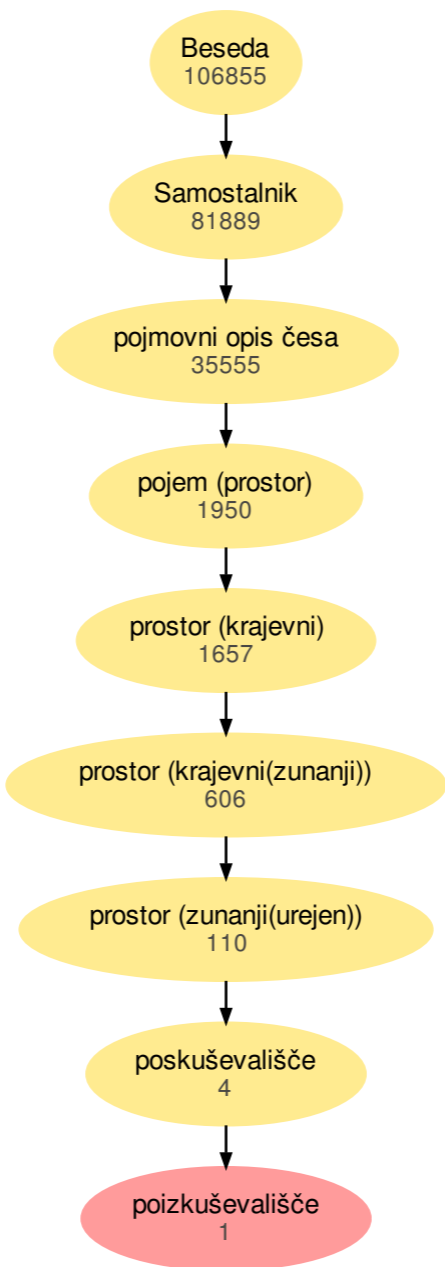 Beseda
106855
Samostalnik
81889
pojmovni opis česa
35555
pojem (prostor)
1950
prostor (krajevni)
1657
prostor (krajevni(zunanji))
606
prostor (zunanji(urejen))
110
poskuševališče
4
poizkuševališče
1